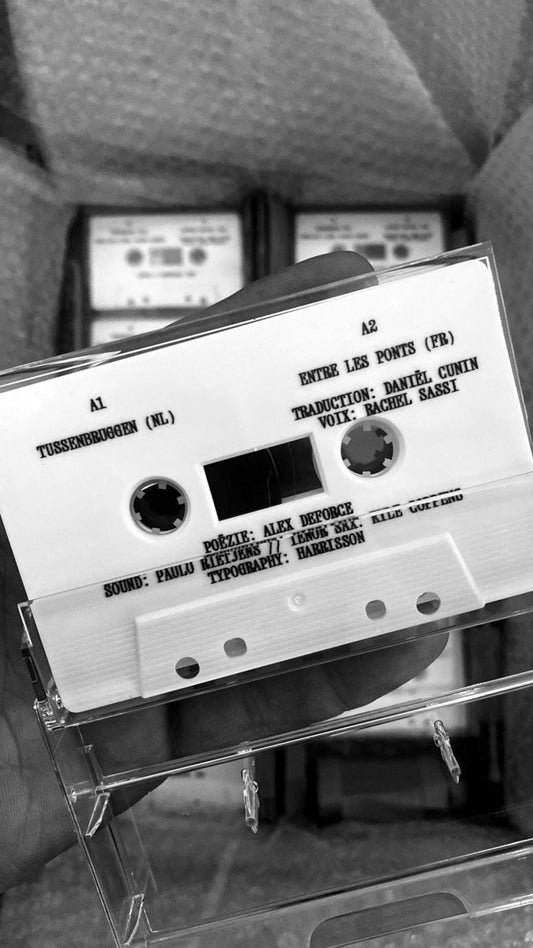 A1
TUSSENBRUGGEN (NL)
A2
ENTRE LES PONTS (FR)
TRADUCTION: DANIËL CUNIN
VOIX: RACHEL SASSI
POËZIE: ALEX DEFORCE
SOUND: PAULO RIETJENS // TENOR SAX: KYLE COPPENS
TYPOGRAPHY: HARRISSON